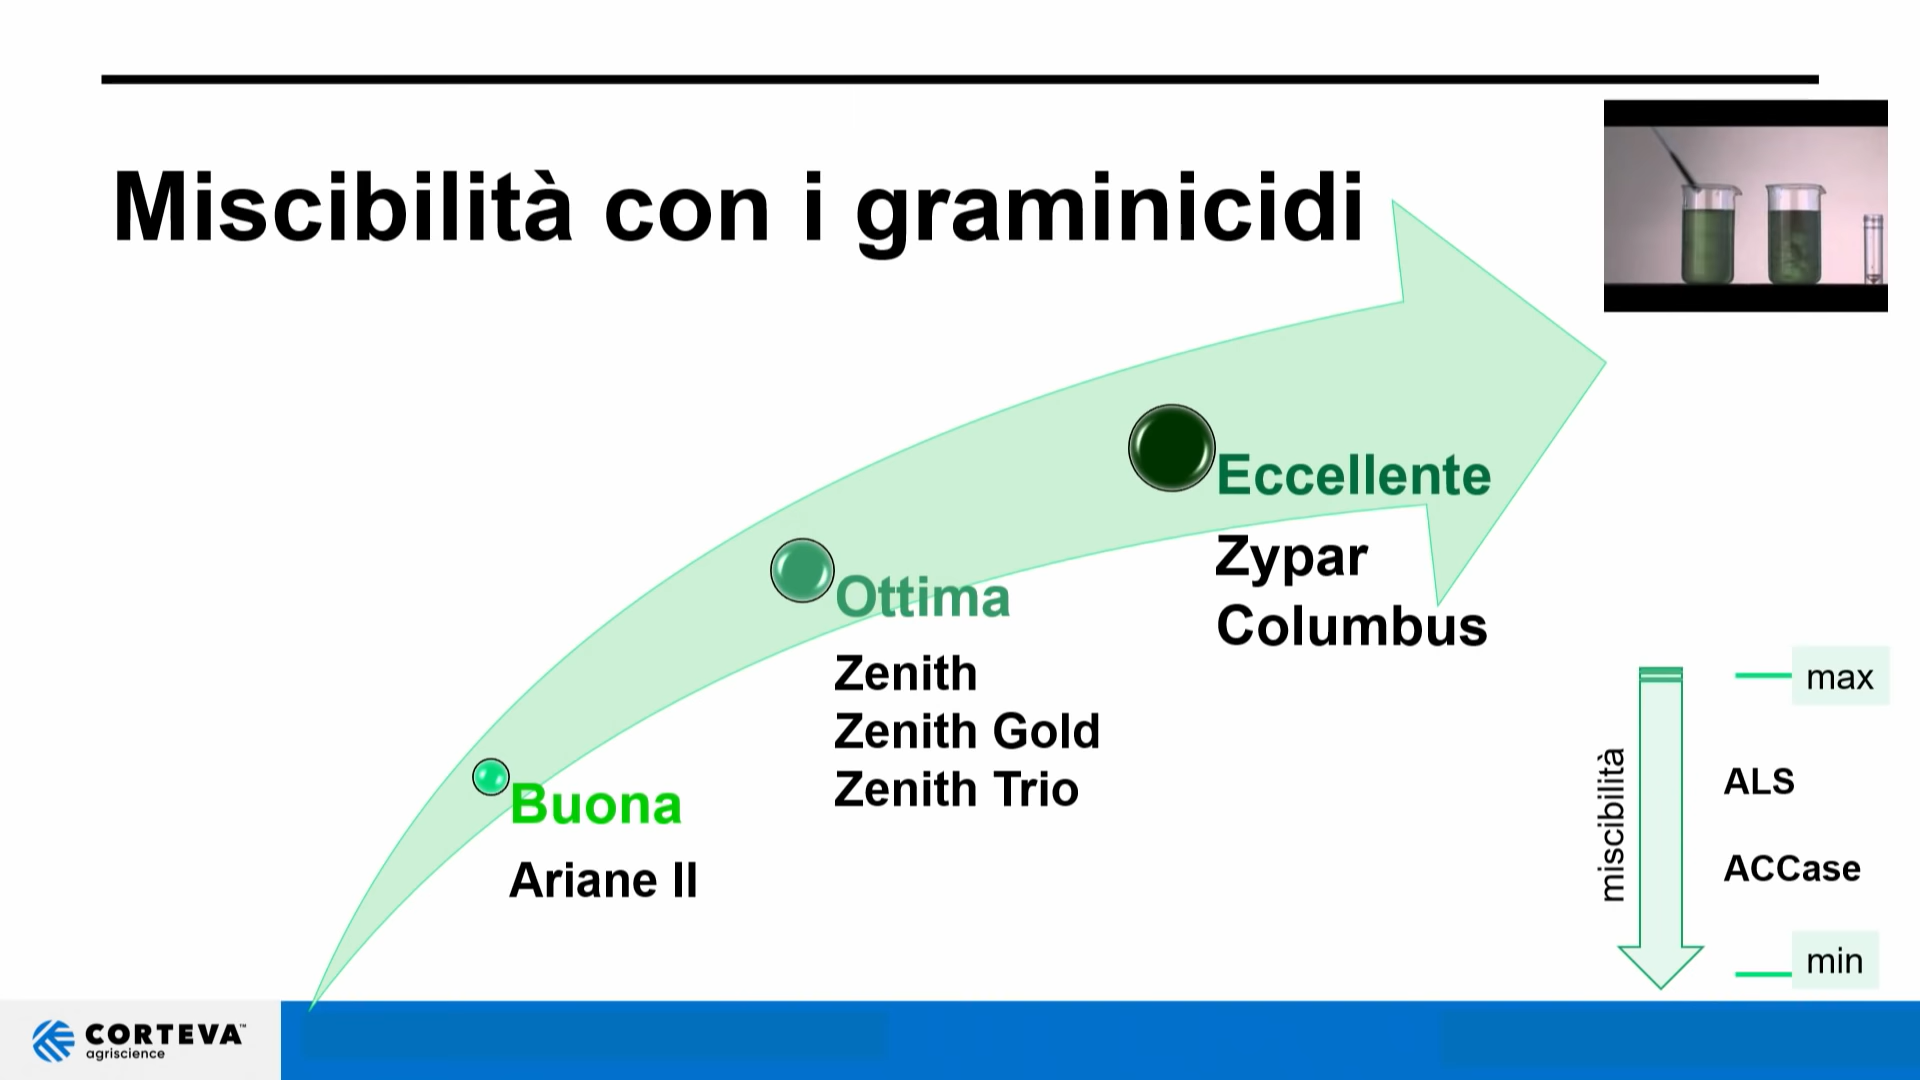 Miscibilità con i graminicidi
Eccellente
Zypar
Columbus
Ottima
Zenith
Zenith Gold
Zenith Trio
Buona
Ariane II
miscibilità
max
ALS
ACCase
min
CORTEVA™
agriscience